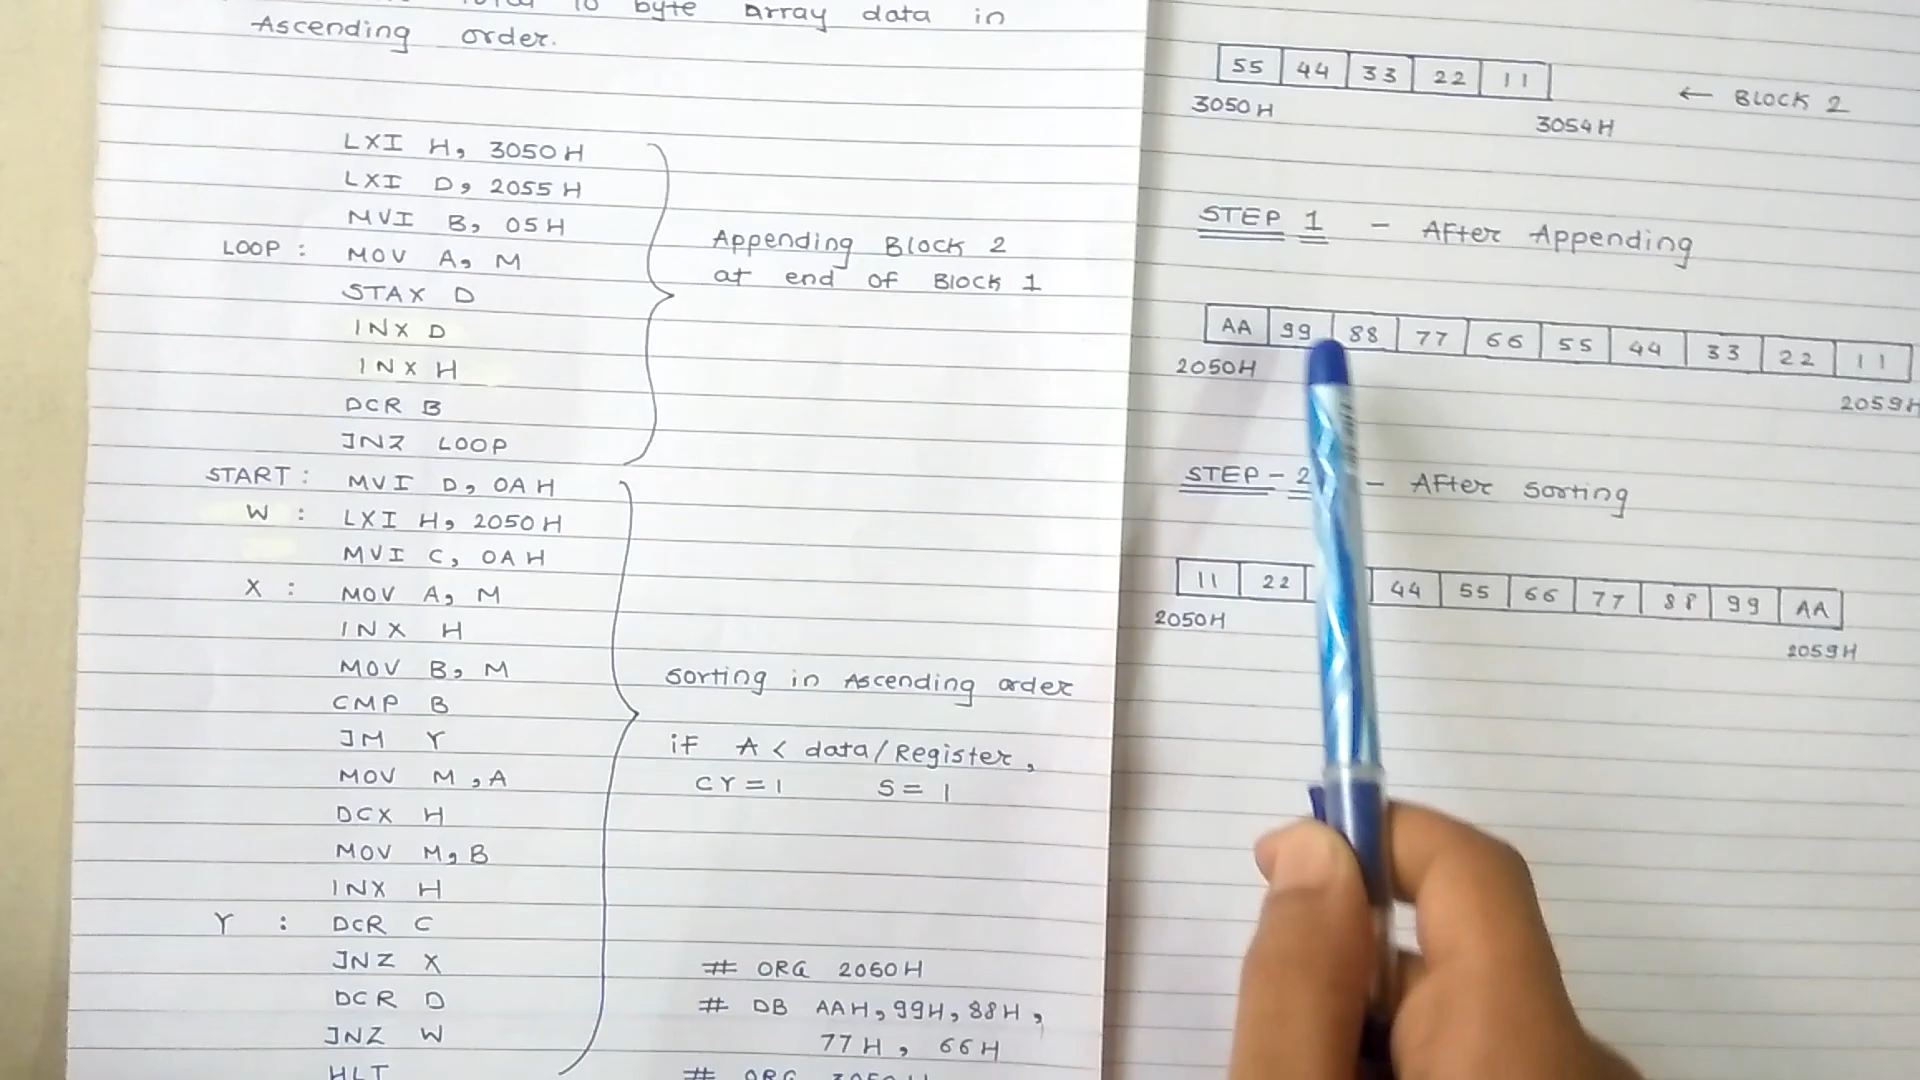 10 byte array data in
Ascending order.
LXI H, 3050H
LXI D, 2055H
MVI B, 05H
LOOP : MOV A, M
STAX D
INX D
INX H
DCR B
JNZ LOOP
Appending Block 2
at end of Block 1
START : MVI D, 0AH
W : LXI H, 2050H
MVI C, 0AH
X : MOV A, M
INX H
MOV B, M
CMP B
JM Y
MOV M, A
DCX H
MOV M, B
INX H
Y : DCR C
JNZ X
DCR D
JNZ W
HLT
Sorting in Ascending order
if A < data/Register,
CY = 1 S = 1
# ORG 2050H
# DB AAH, 99H, 88H,
77H, 66H
# ORG 3050H
55 44 33 22 11
3050H 3054H
← BLOCK 2
STEP 1 - After Appending
AA 99 88 77 66 55 44 33 22 11
2050H 2059H
STEP - 2 - After Sorting
11 22 44 55 66 77 88 99 AA
2050H 2059H